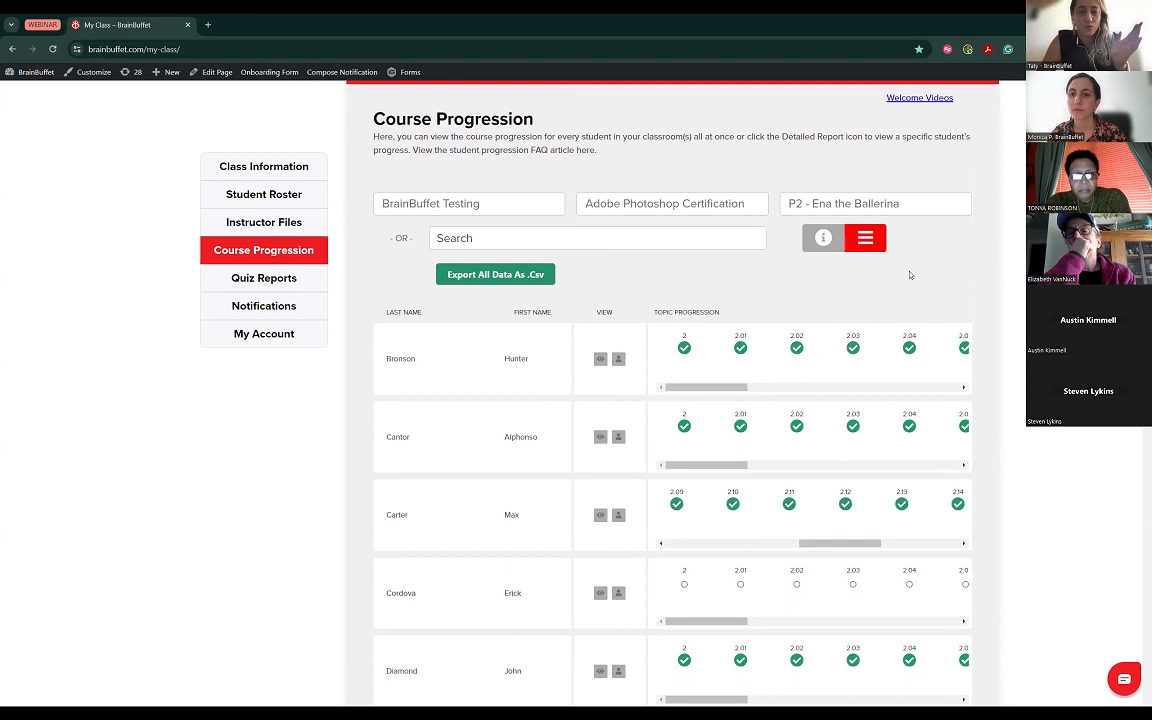 WEBINAR
My Class – BrainBuffet
brainbuffet.com/my-class/
BrainBuffet
Customize
28
New
Edit Page
Onboarding Form
Compose Notification
Forms
Welcome Videos
Course Progression
Here, you can view the course progression for every student in your classroom(s) all at once or click the Detailed Report icon to view a specific student's
progress. View the student progression FAQ article here.
Class Information
Student Roster
Instructor Files
Course Progression
Quiz Reports
Notifications
My Account
BrainBuffet Testing
Adobe Photoshop Certification
P2 - Ena the Ballerina
- OR -
Search
Export All Data As .Csv
LAST NAME FIRST NAME VIEW TOPIC PROGRESSION
2 2.01 2.02 2.03 2.04 2.0
Bronson Hunter
2 2.01 2.02 2.03 2.04 2.0
Cantor Alphonso
2.09 2.10 2.11 2.12 2.13 2.14
Carter Max
2 2.01 2.02 2.03 2.04 2.0
Cordova Erick
2 2.01 2.02 2.03 2.04 2.0
Diamond John
Taty - BrainBuffet
Monica P. BrainBuffet
TONYA ROBINSON
Elizabeth VanNuck
Austin Kimmell
Austin Kimmell
Steven Lykins
Steven Lykins